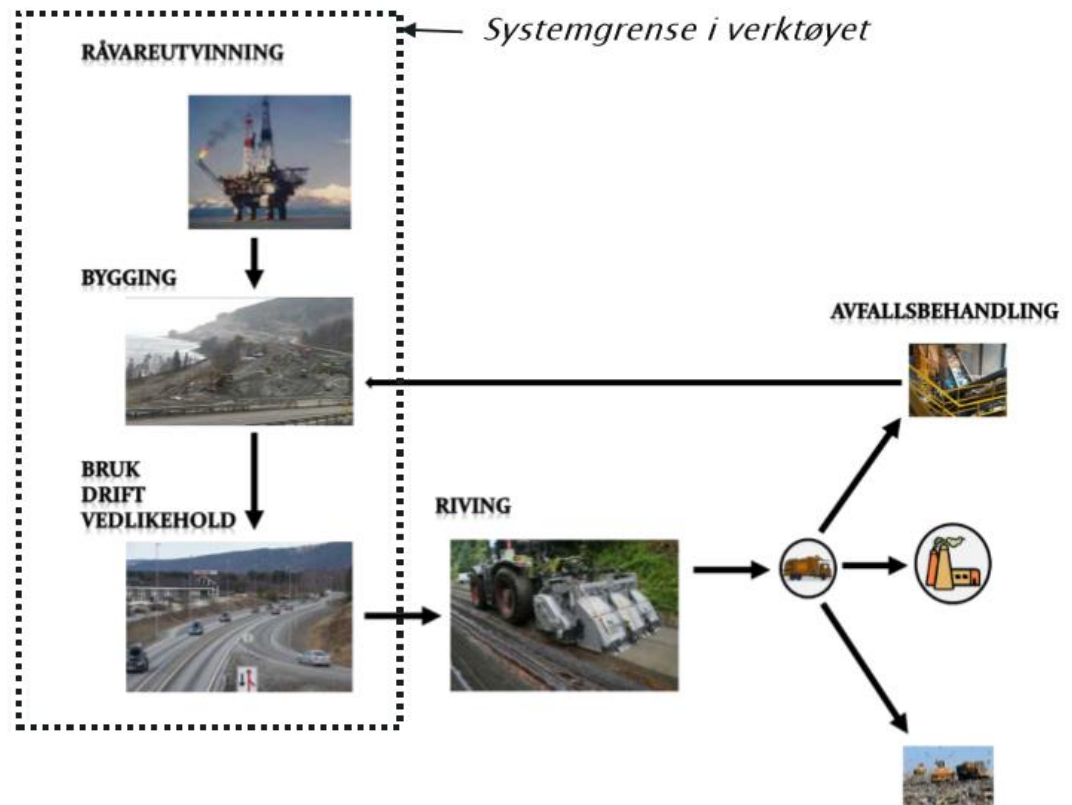 Systemgrense i verktøyet
RÅVAREUTVINNING
BYGGING
AVFALLSBEHANDLING
BRUK
DRIFT
VEDLIKEHOLD
RIVING